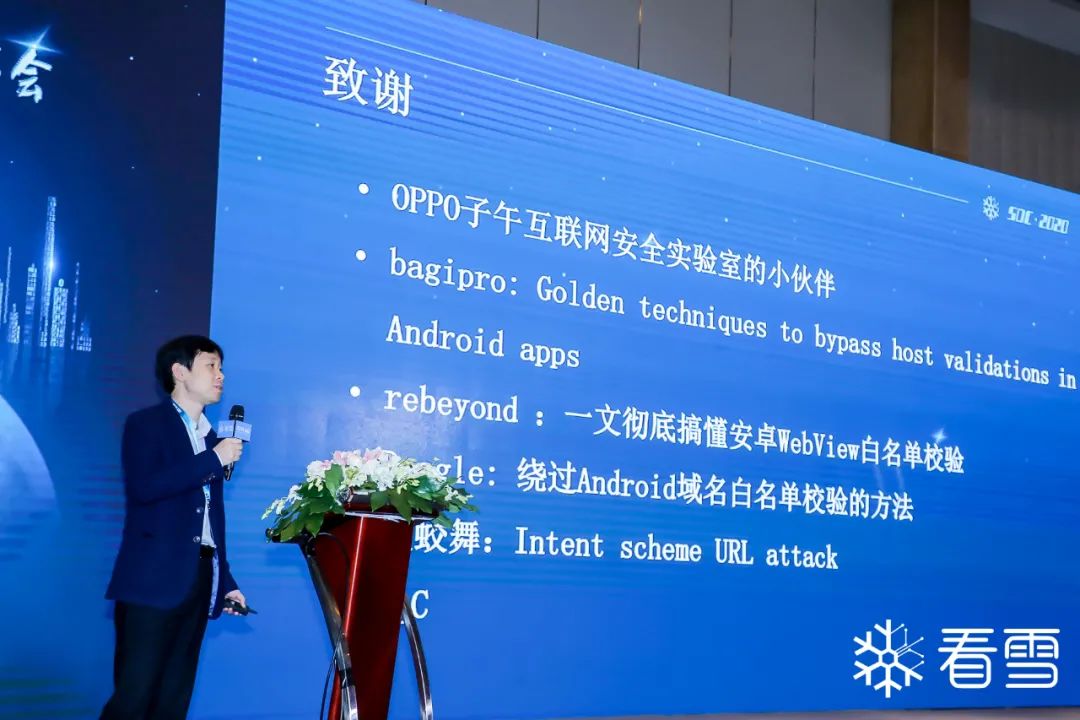 会
致谢
SDC·2020
• OPPO子午互联网安全实验室的小伙伴
• bagipro: Golden techniques to bypass host validations in
Android apps
• rebeyond : 一文彻底搞懂安卓WebView白名单校验
gle: 绕过Android域名白名单校验的方法
蛟舞: Intent scheme URL attack
C
看雪